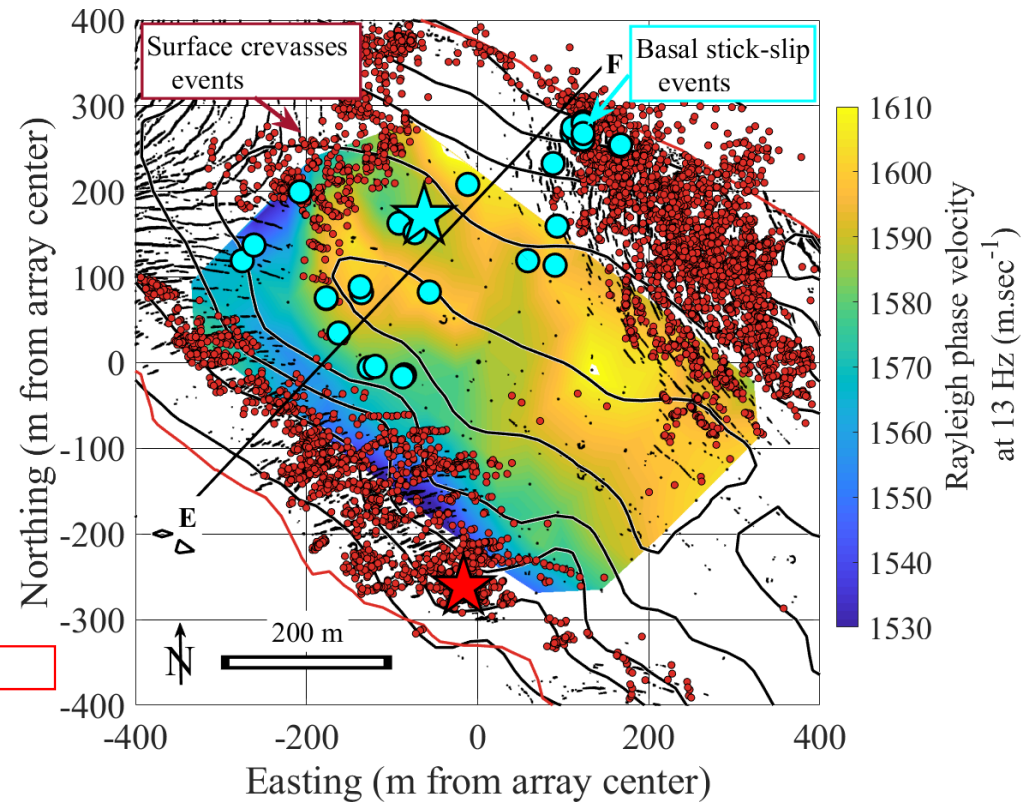 Surface crevasses
events
Basal stick-slip
events
F
E
N
200 m
400
300
200
100
0
-100
-200
-300
-400
-400
-200
0
200
400
Northing (m from array center)
Easting (m from array center)
1610
1600
1590
1580
1570
1560
1550
1540
1530
Rayleigh phase velocity
at 13 Hz (m.sec⁻¹)